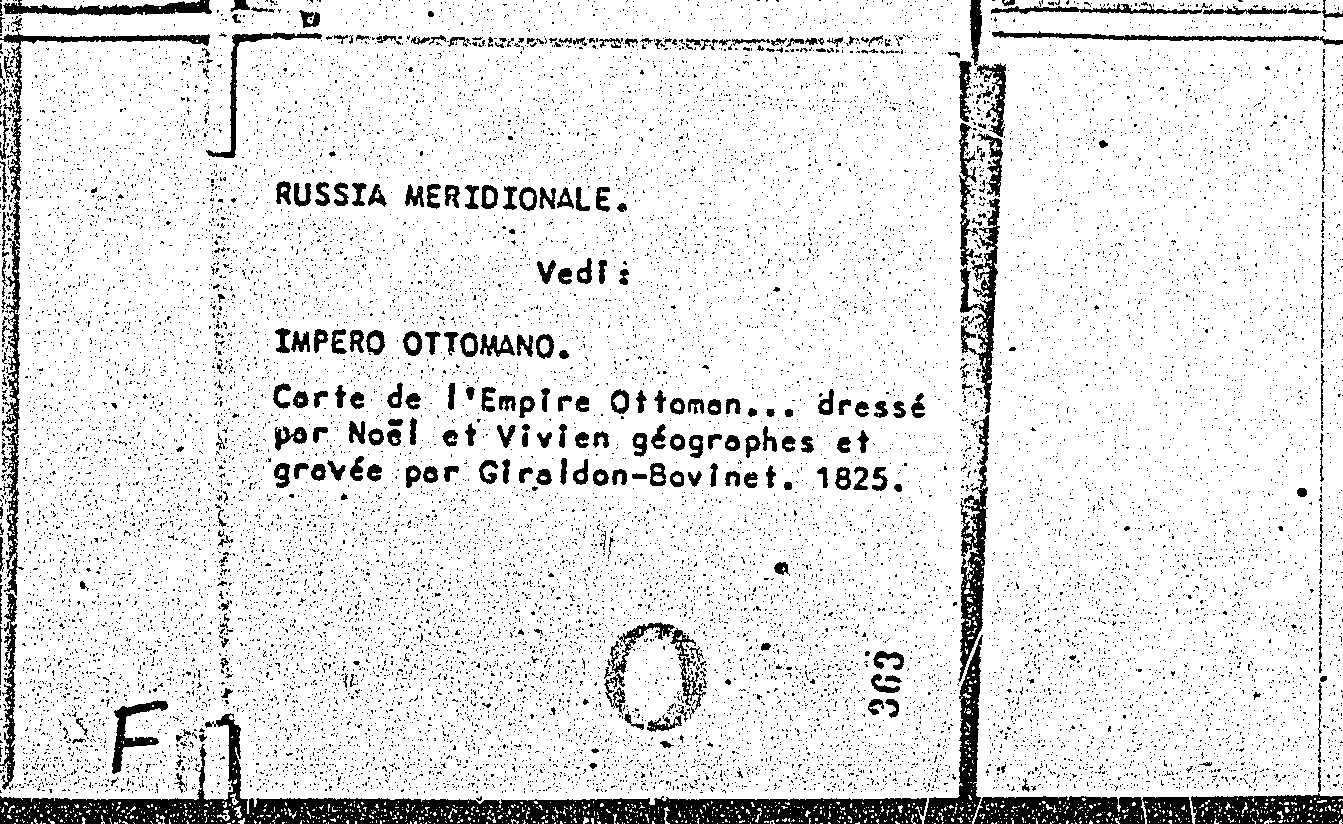 RUSSIA MERIDIONALE.
Vedi:
IMPERO OTTOMANO.
Carte de l'Empire Ottoman... dressé
par Noël et Vivien géographes et
gravée par Giraldon-Bovinet. 1825.
363
F